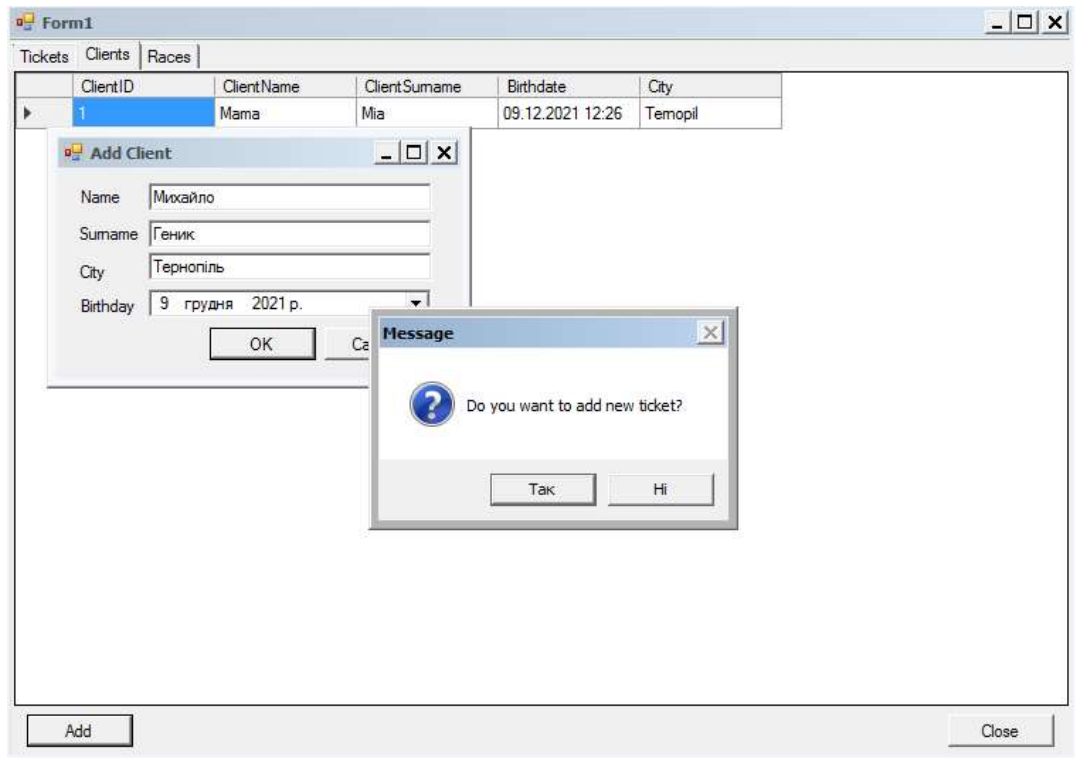 Form1
Tickets Clients Races
ClientID ClientName ClientSurname Birthdate City
1 Mama Mia 09.12.2021 12:26 Ternopil
Add Client
Name Михайло
Surname Геник
City Тернопіль
Birthday 9 грудня 2021 р.
OK Ca
Message
Do you want to add new ticket?
Так Ні
Add Close